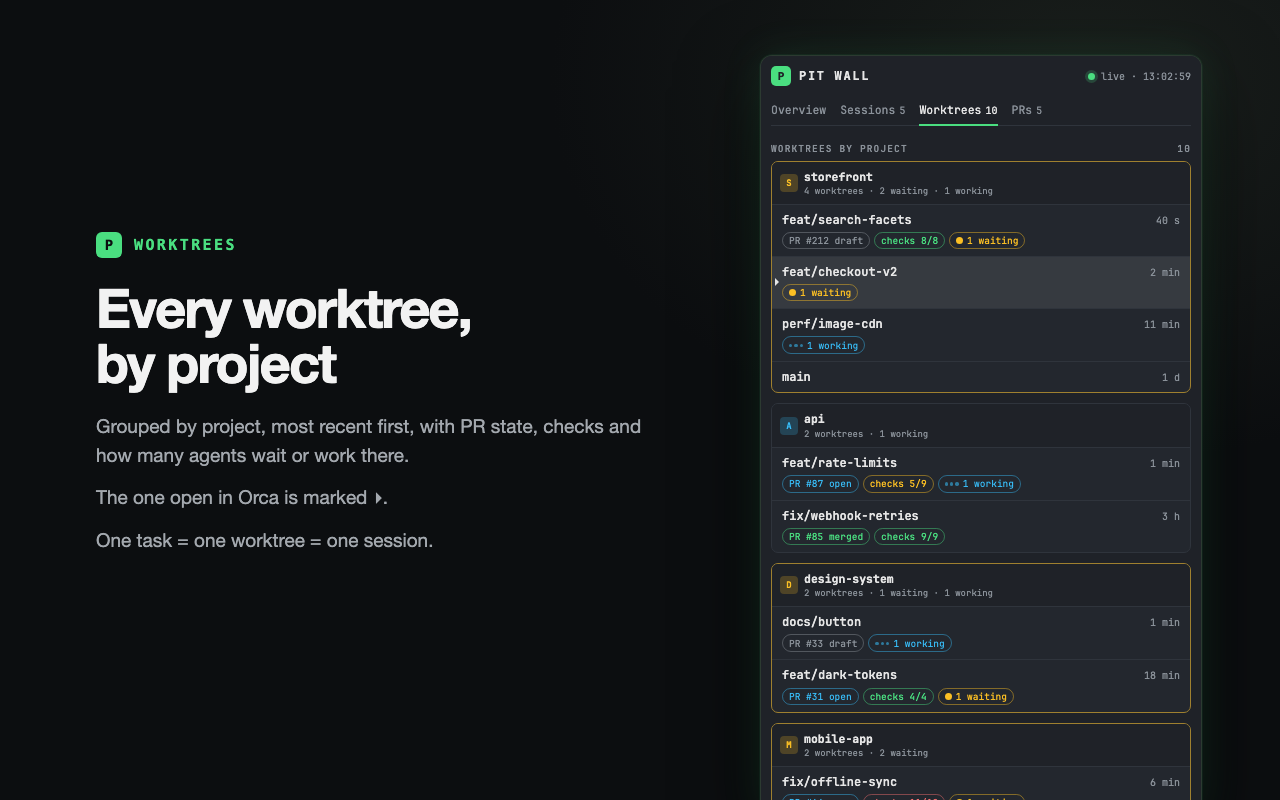 P WORKTREES
Every worktree,
by project
Grouped by project, most recent first, with PR state, checks and
how many agents wait or work there.
The one open in Orca is marked ▸.
One task = one worktree = one session.
P PIT WALL live · 13:02:59
Overview Sessions 5 Worktrees 10 PRs 5
WORKTREES BY PROJECT 10
S storefront
4 worktrees · 2 waiting · 1 working
feat/search-facets 40 s
PR #212 draft checks 8/8 1 waiting
feat/checkout-v2 2 min
1 waiting
perf/image-cdn 11 min
1 working
main 1 d
A api
2 worktrees · 1 working
feat/rate-limits 1 min
PR #87 open checks 5/9 1 working
fix/webhook-retries 3 h
PR #85 merged checks 9/9
D design-system
2 worktrees · 1 waiting · 1 working
docs/button 1 min
PR #33 draft 1 working
feat/dark-tokens 18 min
PR #31 open checks 4/4 1 waiting
M mobile-app
2 worktrees · 2 waiting
fix/offline-sync 6 min